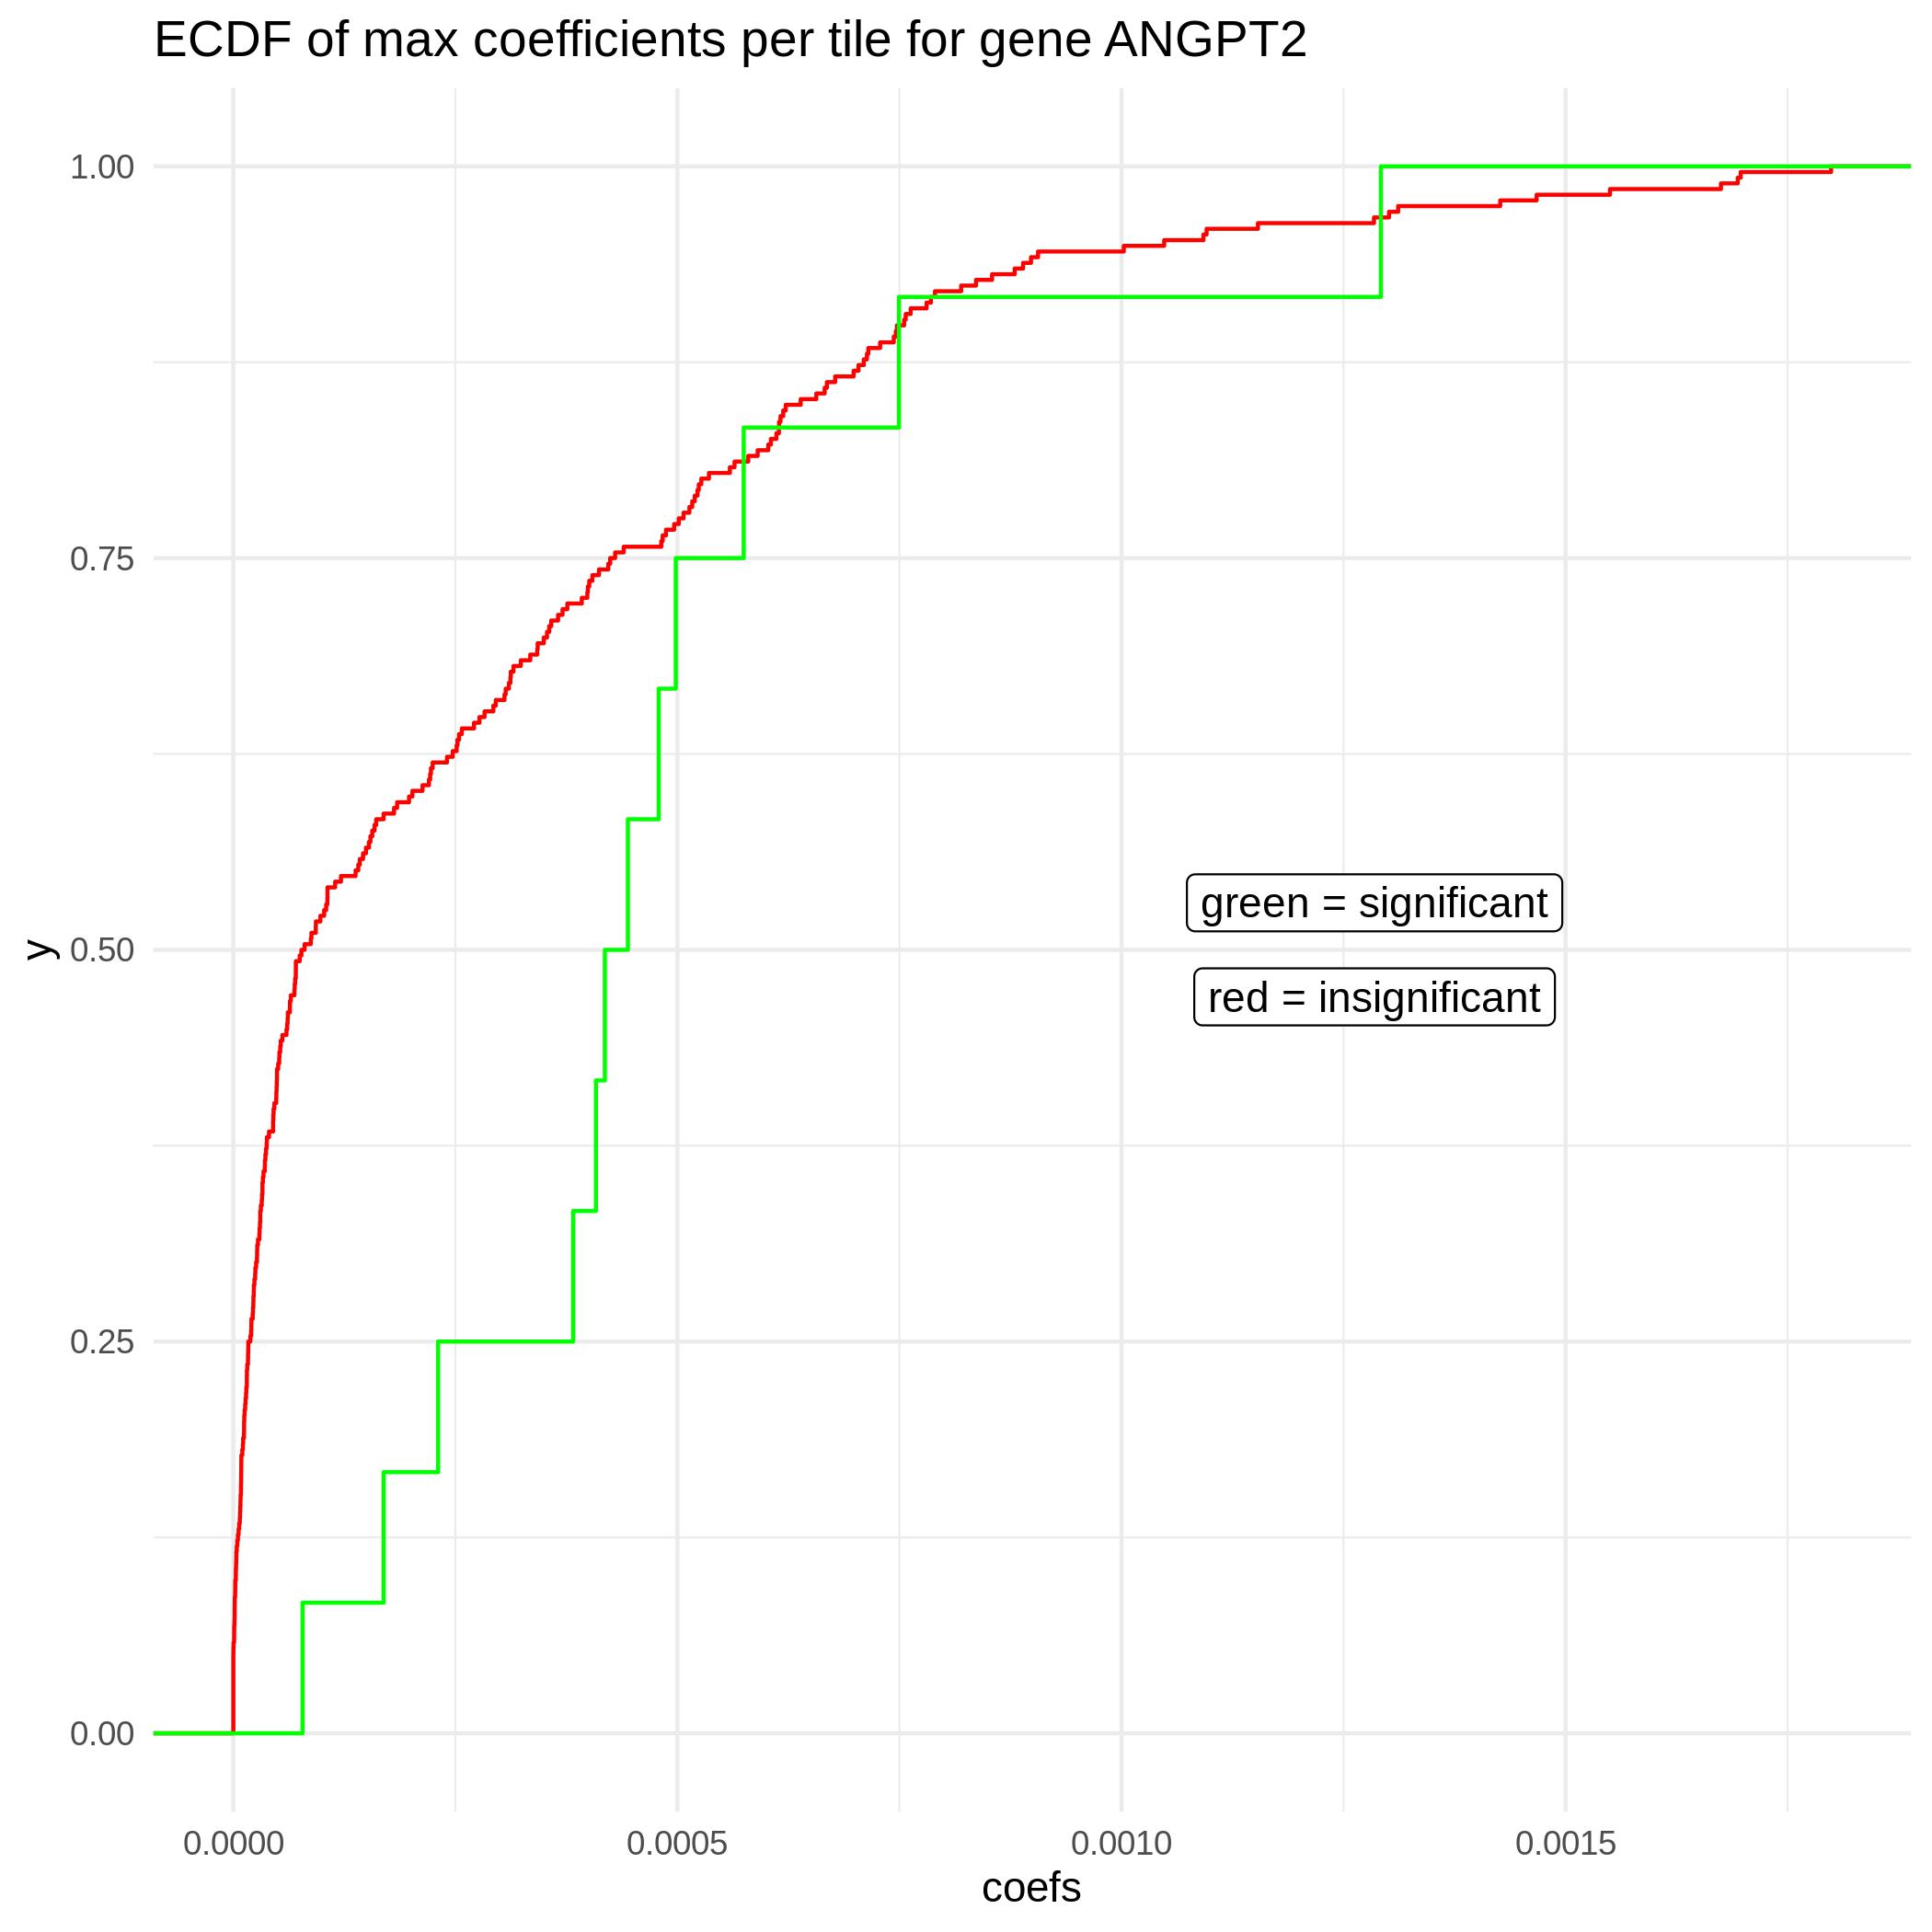 ECDF of max coefficients per tile for gene ANGPT2
1.00
0.75
0.50
0.25
0.00
y
green = significant
red = insignificant
0.0000
0.0005
0.0010
0.0015
coefs